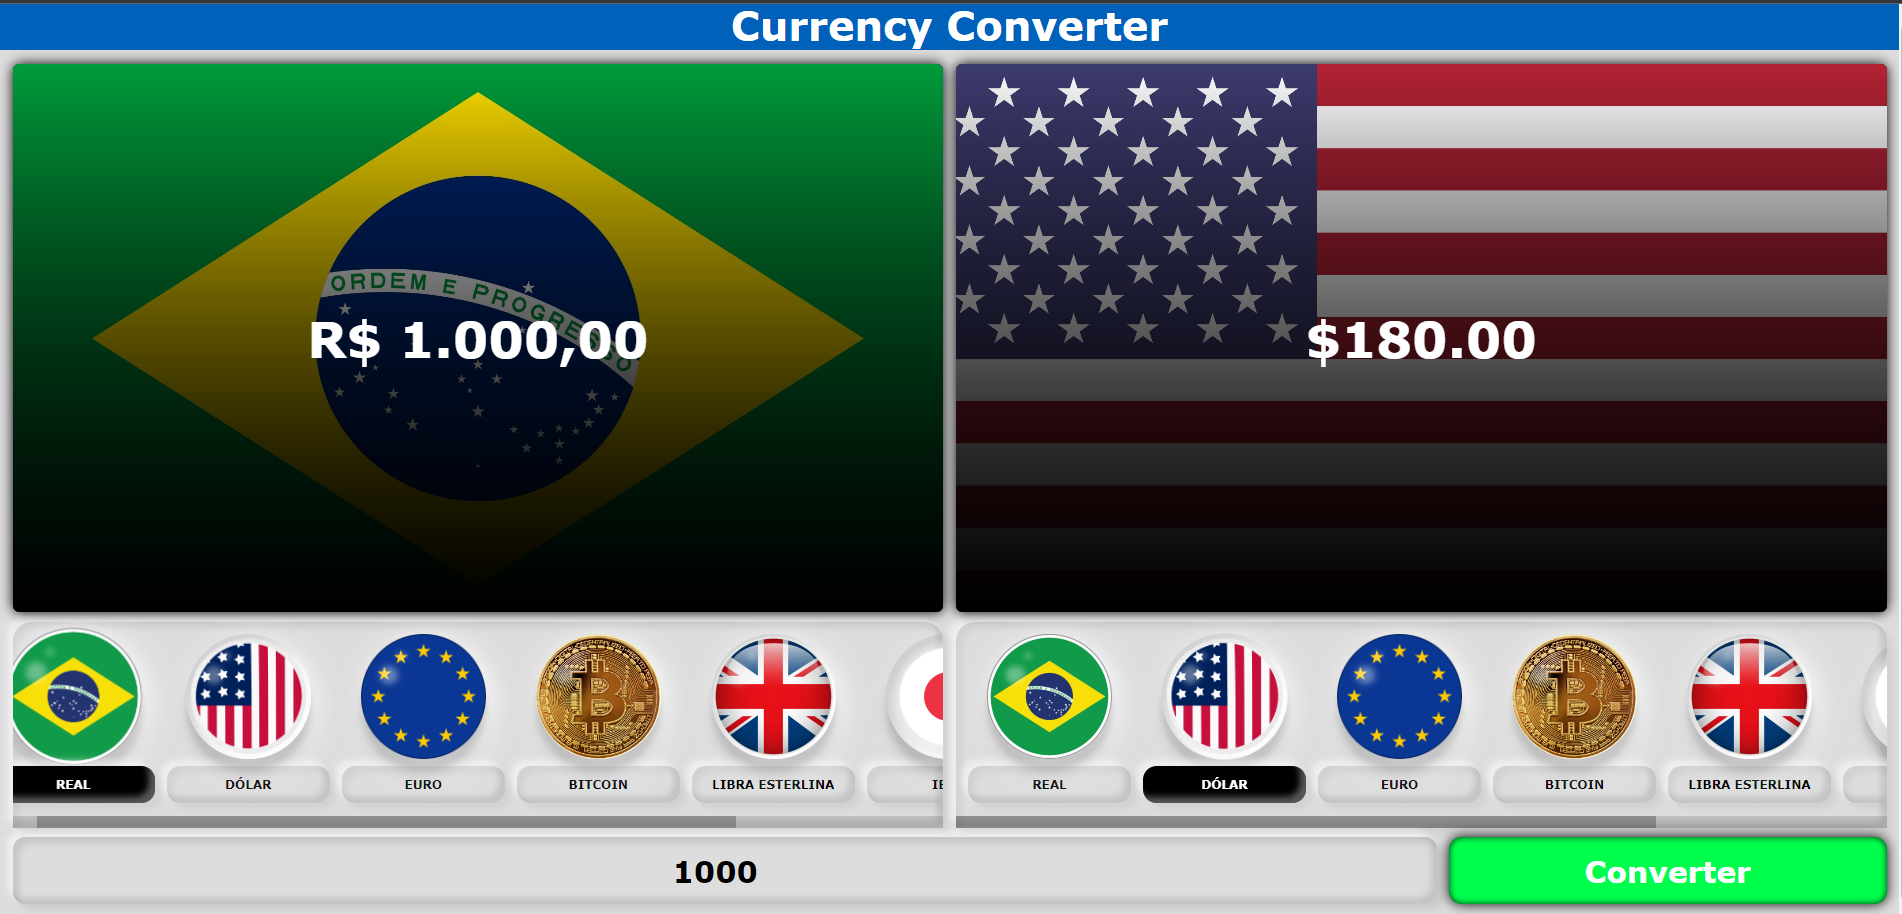 Currency Converter
ORDEM E PROGRESSO
R$ 1.000,00
$180.00
REAL
DÓLAR
EURO
BITCOIN
LIBRA ESTERLINA
REAL
DÓLAR
EURO
BITCOIN
LIBRA ESTERLINA
1000
Converter